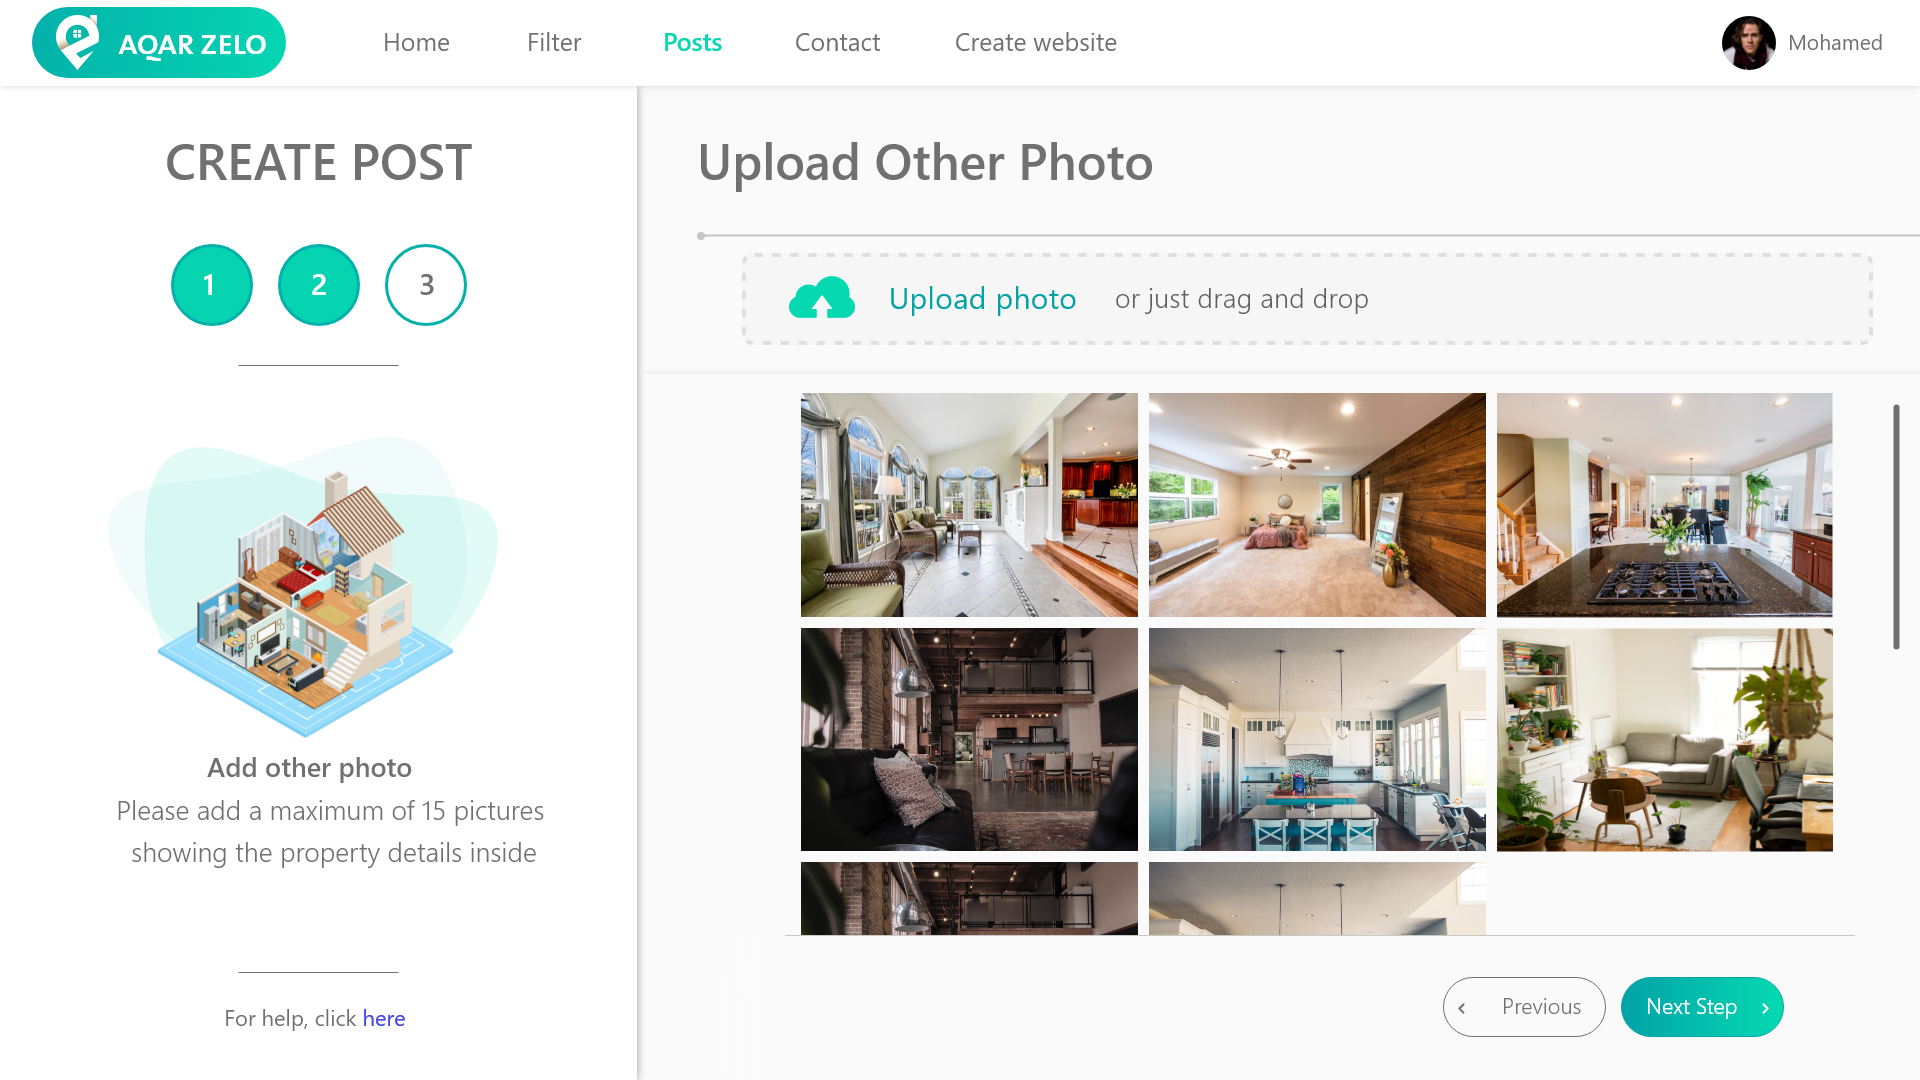 AQAR ZELO
Home
Filter
Posts
Contact
Create website
Mohamed
CREATE POST
1
2
3
Add other photo
Please add a maximum of 15 pictures
showing the property details inside
For help, click here
Upload Other Photo
Upload photo
or just drag and drop
Previous
Next Step